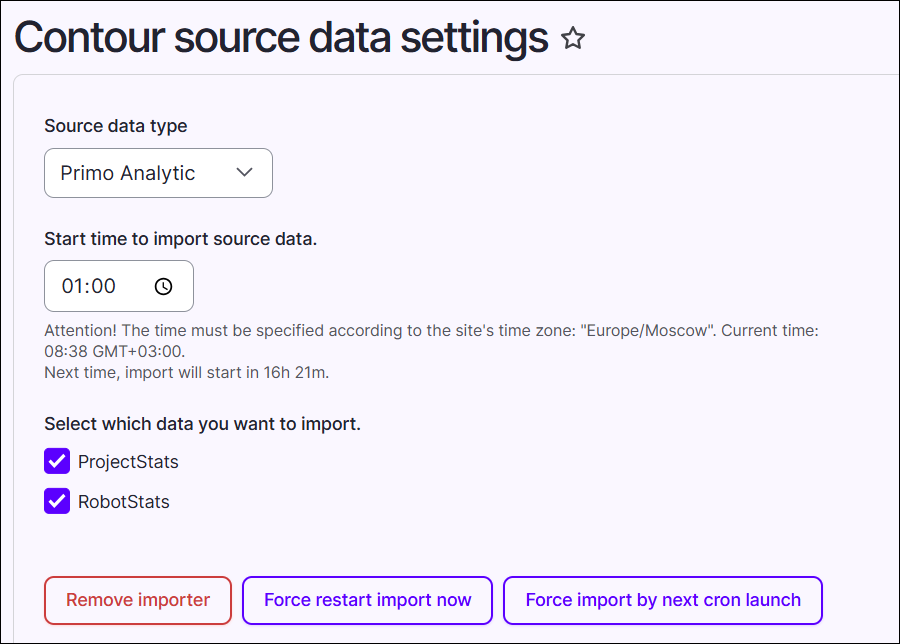 Contour source data settings
Source data type
Primo Analytic
Start time to import source data.
01:00
Attention! The time must be specified according to the site's time zone: "Europe/Moscow". Current time:
08:38 GMT+03:00.
Next time, import will start in 16h 21m.
Select which data you want to import.
ProjectStats
RobotStats
Remove importer
Force restart import now
Force import by next cron launch